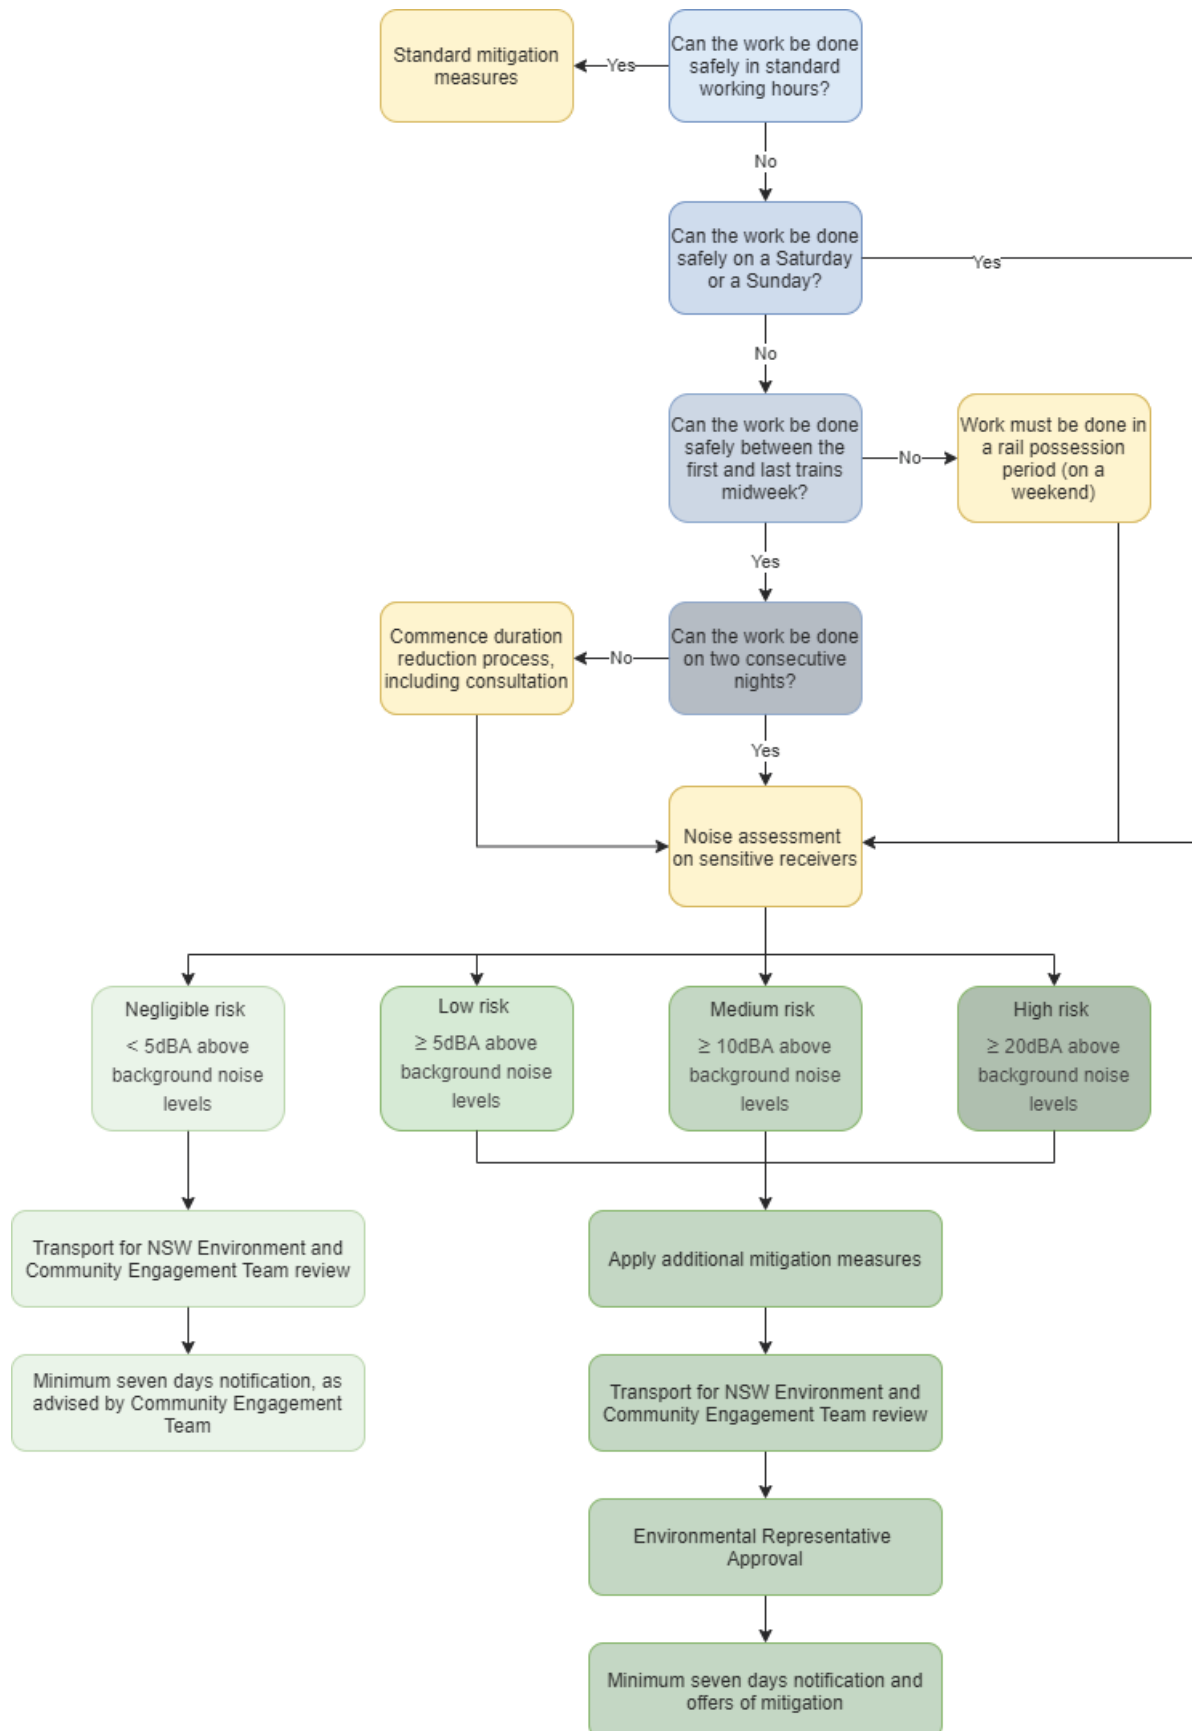 Standard mitigation
measures
Yes
Can the work be done
safely in standard
working hours?
No
Can the work be done
safely on a Saturday
or a Sunday?
Yes
No
Can the work be done
safely between the
first and last trains
midweek?
No
Work must be done in
a rail possession
period (on a
weekend)
Yes
Commence duration
reduction process,
including consultation
No
Can the work be done
on two consecutive
nights?
Yes
Noise assessment
on sensitive receivers
Negligible risk
< 5dBA above
background noise
levels
Low risk
≥ 5dBA above
background noise
levels
Medium risk
≥ 10dBA above
background noise
levels
High risk
≥ 20dBA above
background noise
levels
Transport for NSW Environment and
Community Engagement Team review
Minimum seven days notification, as
advised by Community Engagement
Team
Apply additional mitigation measures
Transport for NSW Environment and
Community Engagement Team review
Environmental Representative
Approval
Minimum seven days notification and
offers of mitigation